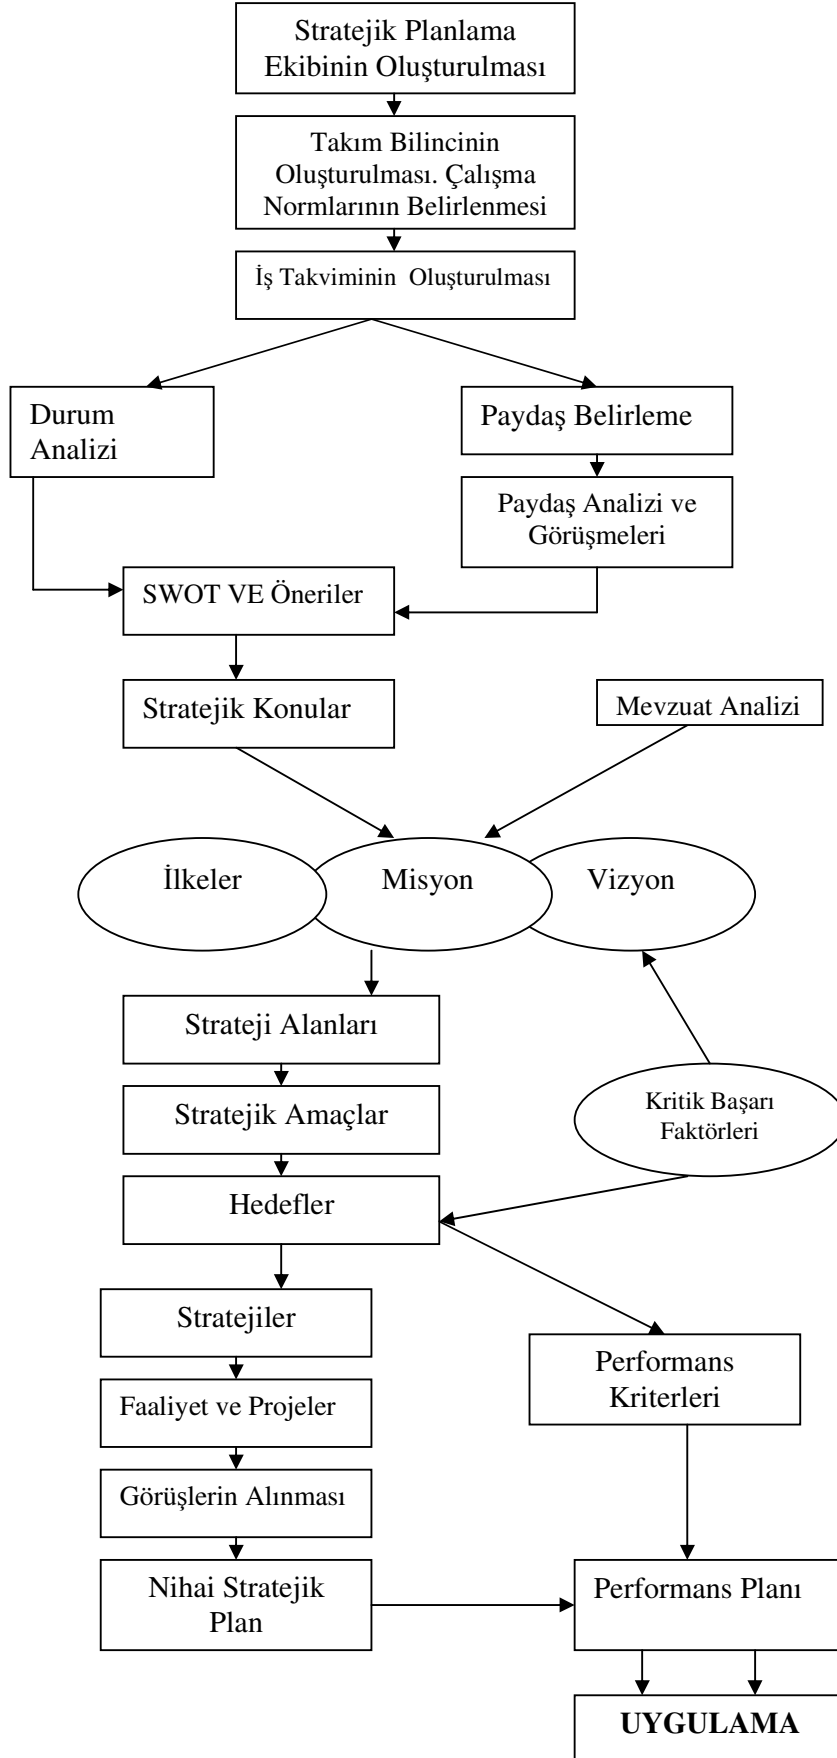 Stratejik Planlama
Ekibinin Oluşturulması
Takım Bilincinin
Oluşturulması. Çalışma
Normlarının Belirlenmesi
İş Takviminin Oluşturulması
Durum
Analizi
Paydaş Belirleme
Paydaş Analizi ve
Görüşmeleri
SWOT VE Öneriler
Stratejik Konular
Mevzuat Analizi
İlkeler
Misyon
Vizyon
Strateji Alanları
Stratejik Amaçlar
Kritik Başarı
Faktörleri
Hedefler
Stratejiler
Performans
Kriterleri
Faaliyet ve Projeler
Görüşlerin Alınması
Nihai Stratejik
Plan
Performans Planı
UYGULAMA